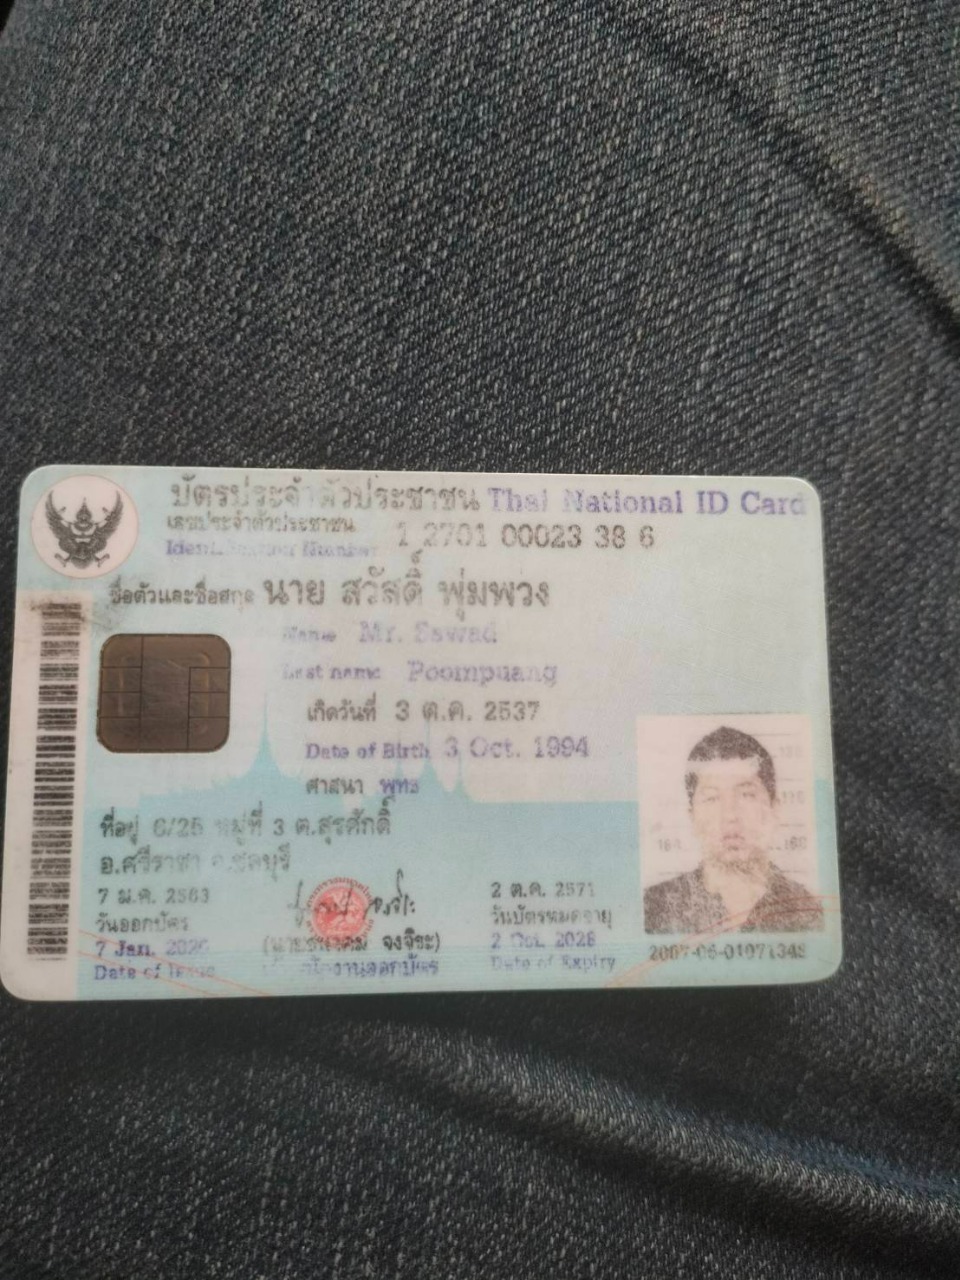 บัตรประจำตัวประชาชน Thai National ID Card
เลขประจำตัวประชาชน 1 2701 00023 38 6
Identification Number
ชื่อตัวและชื่อสกุล นาย สวัสดิ์ พุ่มพวง
Name Mr. Sawad
Last name Poompuang
เกิดวันที่ 3 ต.ค. 2537
Date of Birth 3 Oct. 1994
ศาสนา พุทธ
ที่อยู่ 6/25 หมู่ที่ 3 ต.สุรศักดิ์
อ.ศรีราชา จ.ชลบุรี
7 ม.ค. 2563
วันออกบัตร
7 Jan. 2020
Date of Issue
จงจิระ)
2 ต.ค. 2571
วันบัตรหมดอายุ
2 Oct. 2028
Date of Expiry
160